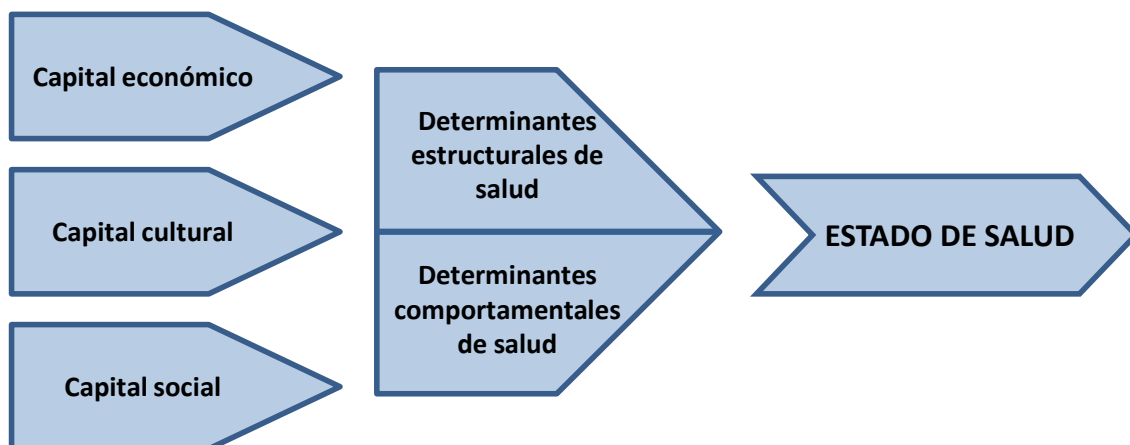 Capital económico
Determinantes
estructurales de
salud
Capital cultural
ESTADO DE SALUD
Determinantes
comportamentales
de salud
Capital social